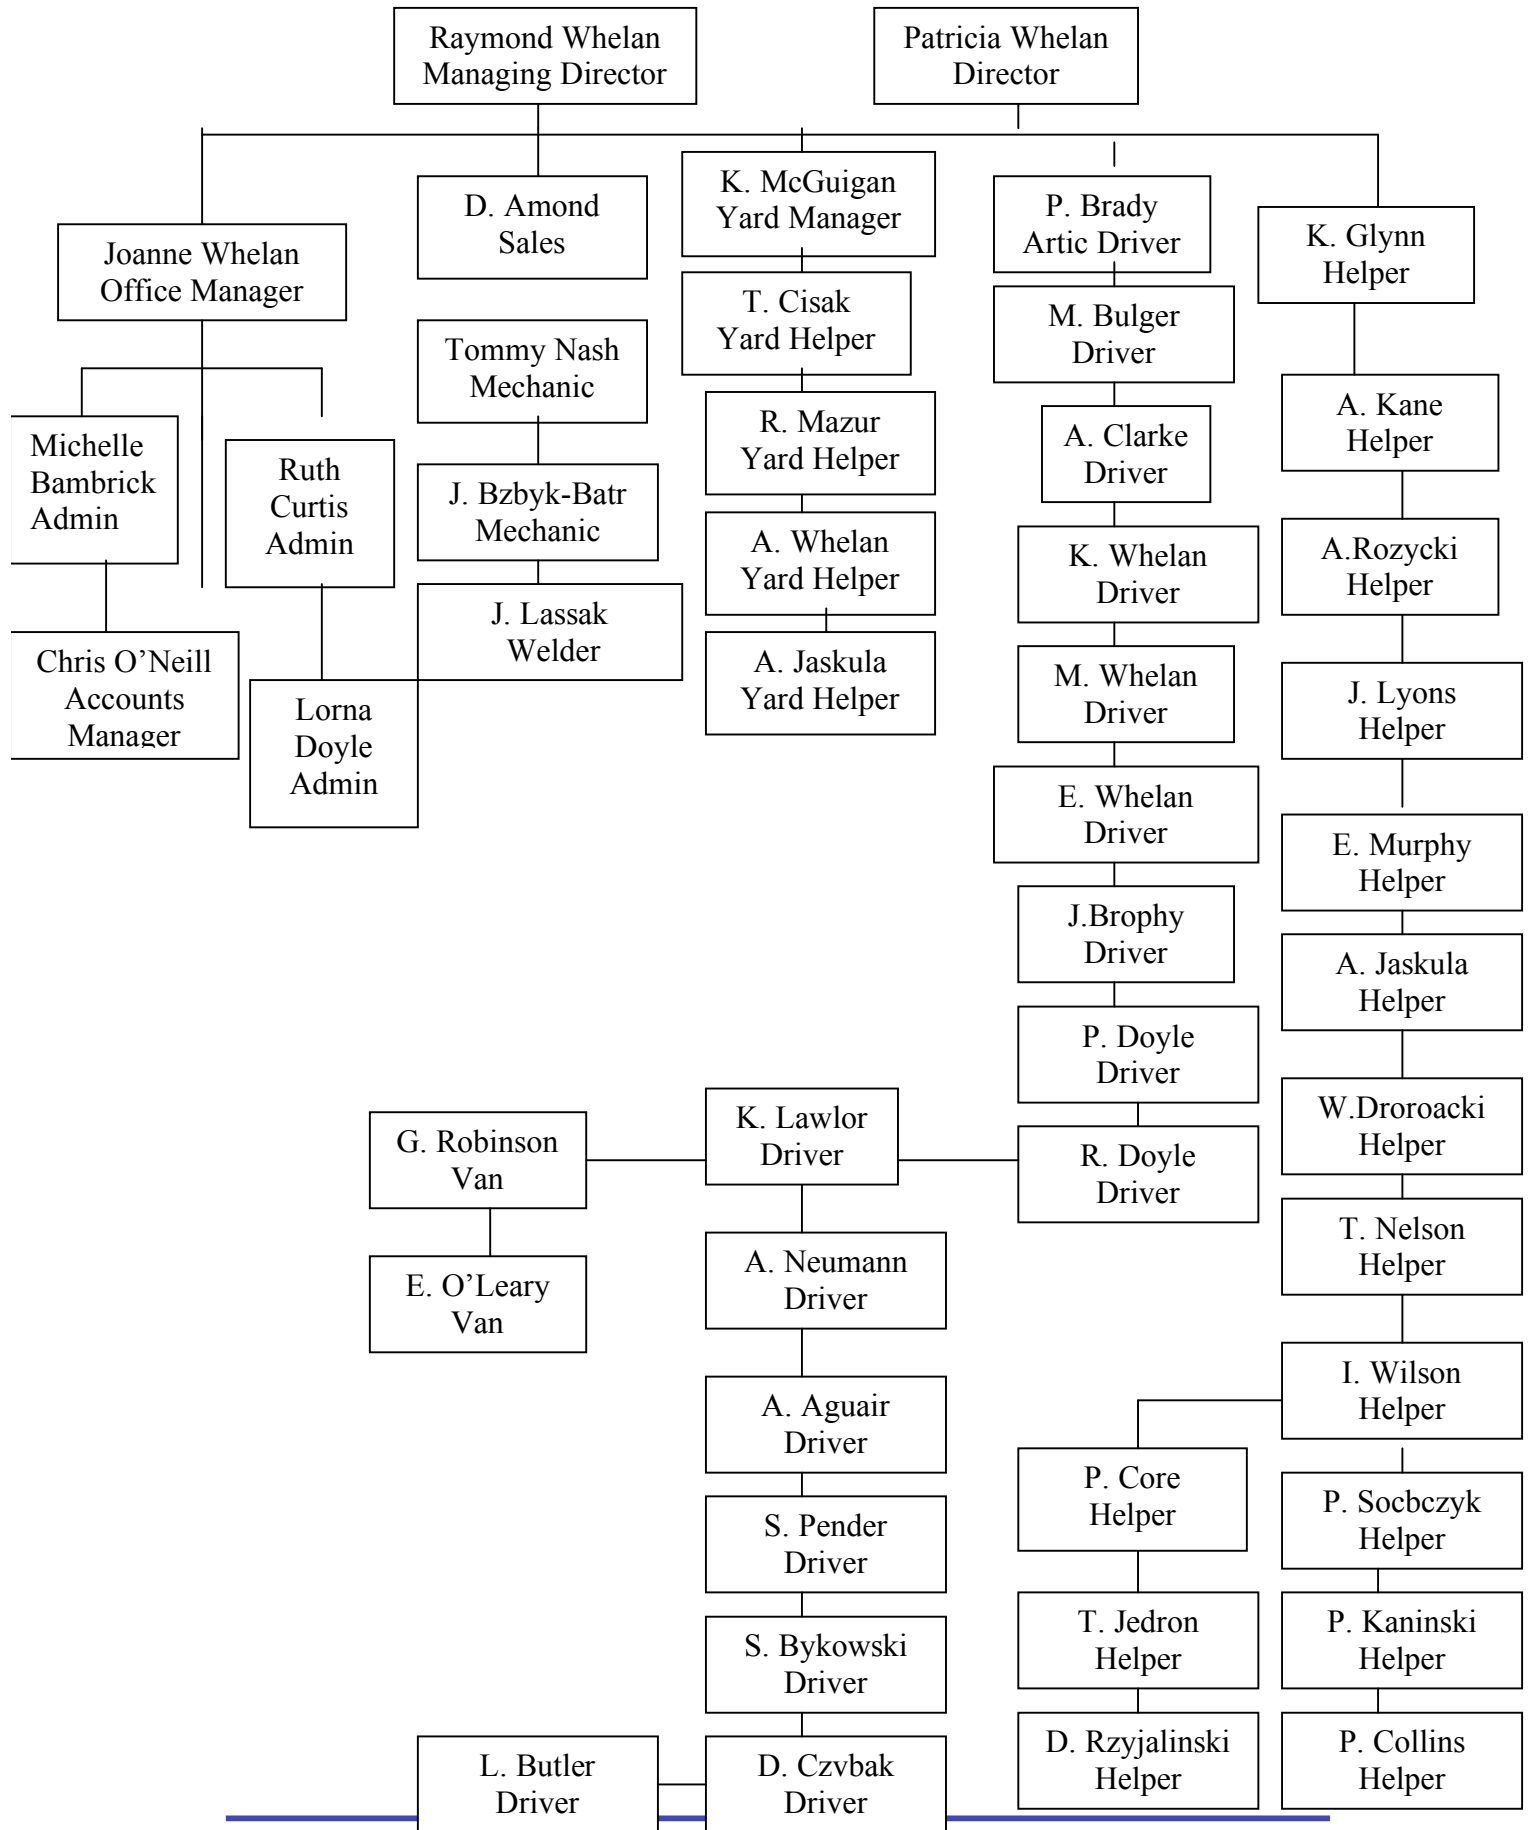 Raymond Whelan
Managing Director
Patricia Whelan
Director
Joanne Whelan
Office Manager
D. Amond
Sales
K. McGuigan
Yard Manager
P. Brady
Artic Driver
K. Glynn
Helper
Michelle
Bambrick
Admin
Ruth
Curtis
Admin
Chris O’Neill
Accounts
Manager
Lorna
Doyle
Admin
Tommy Nash
Mechanic
J. Bzbyk-Batr
Mechanic
J. Lassak
Welder
T. Cisak
Yard Helper
R. Mazur
Yard Helper
A. Whelan
Yard Helper
A. Jaskula
Yard Helper
M. Bulger
Driver
A. Clarke
Driver
K. Whelan
Driver
M. Whelan
Driver
E. Whelan
Driver
J.Brophy
Driver
P. Doyle
Driver
R. Doyle
Driver
K. Lawlor
Driver
G. Robinson
Van
E. O’Leary
Van
A. Neumann
Driver
A. Aguair
Driver
S. Pender
Driver
S. Bykowski
Driver
D. Czvbak
Driver
L. Butler
Driver
A. Kane
Helper
A.Rozycki
Helper
J. Lyons
Helper
E. Murphy
Helper
A. Jaskula
Helper
W.Droroacki
Helper
T. Nelson
Helper
I. Wilson
Helper
P. Core
Helper
T. Jedron
Helper
D. Rzyjalinski
Helper
P. Socbczyk
Helper
P. Kaninski
Helper
P. Collins
Helper